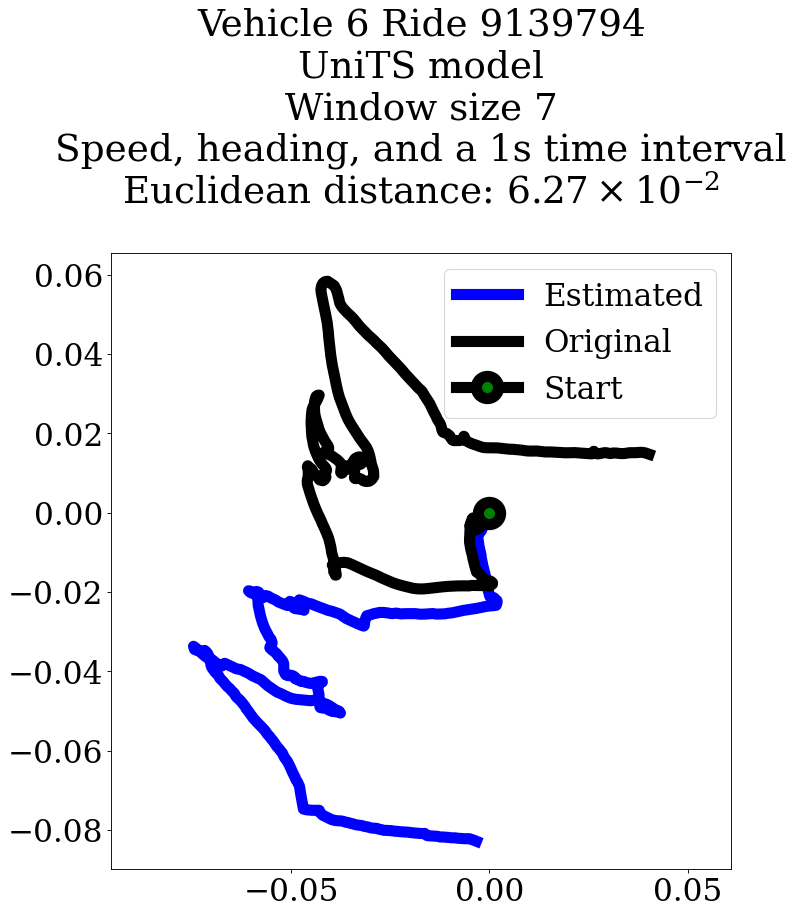 Vehicle 6 Ride 9139794
UniTS model
Window size 7
Speed, heading, and a 1s time interval
Euclidean distance: 6.27 × 10⁻²
Estimated
Original
Start
0.06
0.04
0.02
0.00
−0.02
−0.04
−0.06
−0.08
−0.05 0.00 0.05